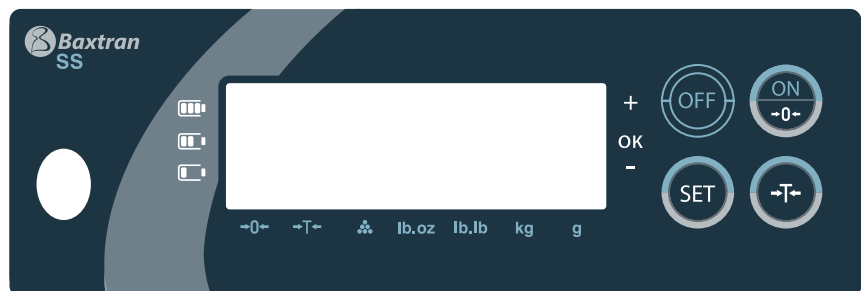 Baxtran
SS
+
OK
-
OFF
ON
→0←
SET
→T←
→0← →T← lb.oz lb.lb kg g